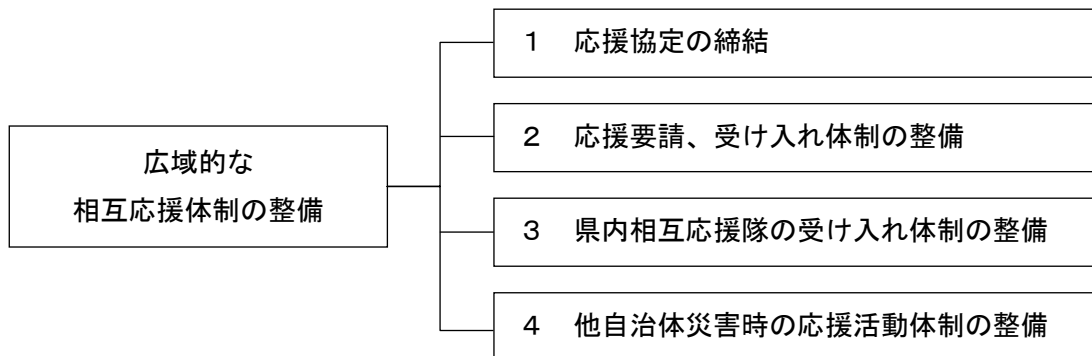 広域的な
相互応援体制の整備
１　応援協定の締結
２　応援要請、受け入れ体制の整備
３　県内相互応援隊の受け入れ体制の整備
４　他自治体災害時の応援活動体制の整備